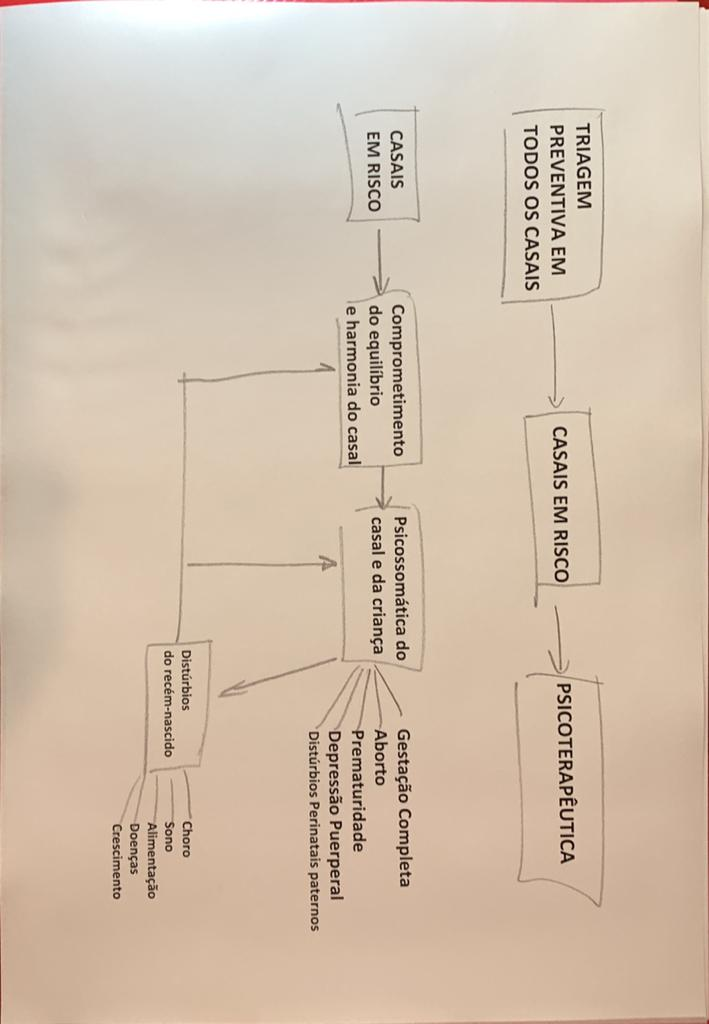 TRIAGEM
PREVENTIVA EM
TODOS OS CASAIS
CASAIS EM RISCO
PSICOTERAPÊUTICA
CASAIS
EM RISCO
Comprometimento
do equilíbrio
e harmonia do casal
Psicossomática do
casal e da criança
Gestação Completa
Aborto
Prematuridade
Depressão Puerperal
Distúrbios Perinatais paternos
Distúrbios
do recém-nascido
Choro
Sono
Alimentação
Doenças
Crescimento